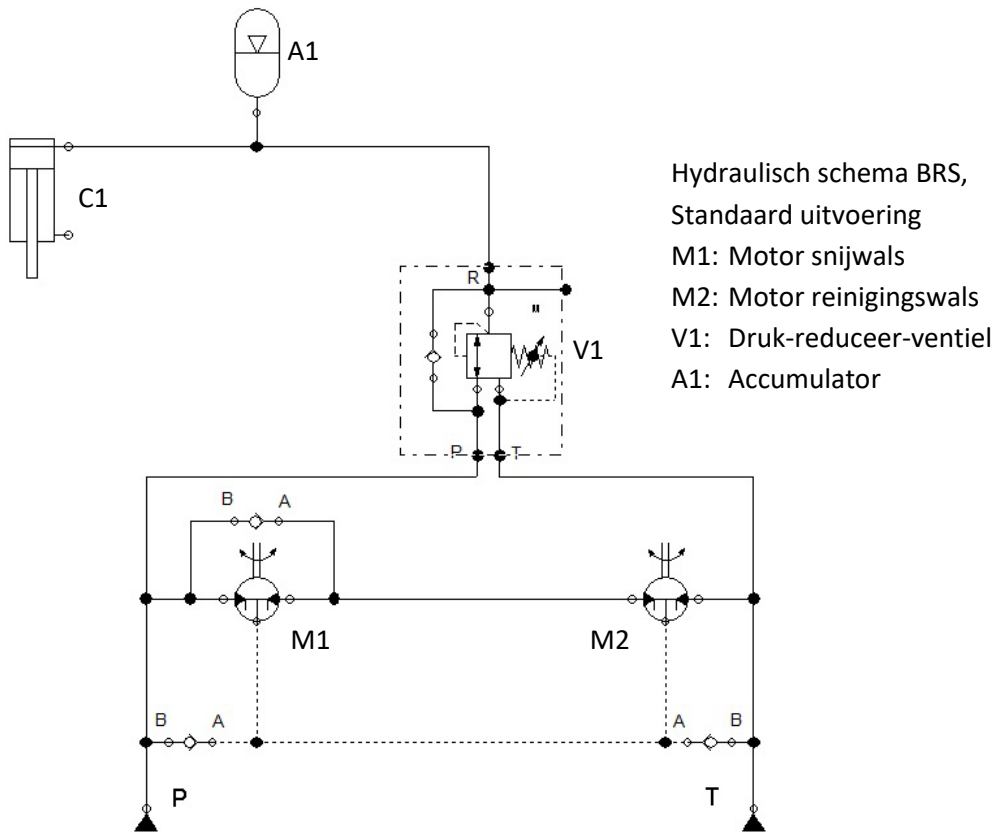 A1
C1
Hydraulisch schema BRS,
Standaard uitvoering
M1: Motor snijwals
M2: Motor reinigingswals
V1: Druk-reduceer-ventiel
A1: Accumulator
R
"
V1
P T
B A
M1 M2
B A A B
P T